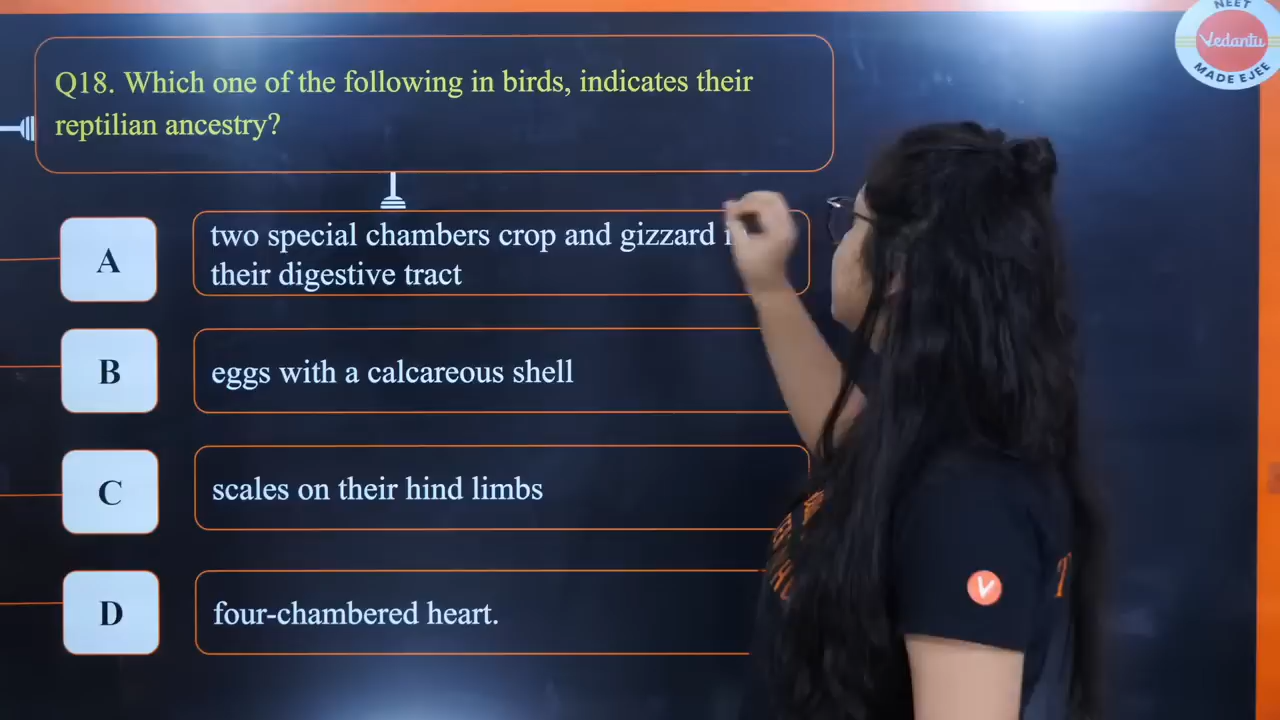 NEET
Vedantu
MADE EJEE
Q18. Which one of the following in birds, indicates their
reptilian ancestry?
A
two special chambers crop and gizzard
their digestive tract
B
eggs with a calcareous shell
C
scales on their hind limbs
D
four-chambered heart.